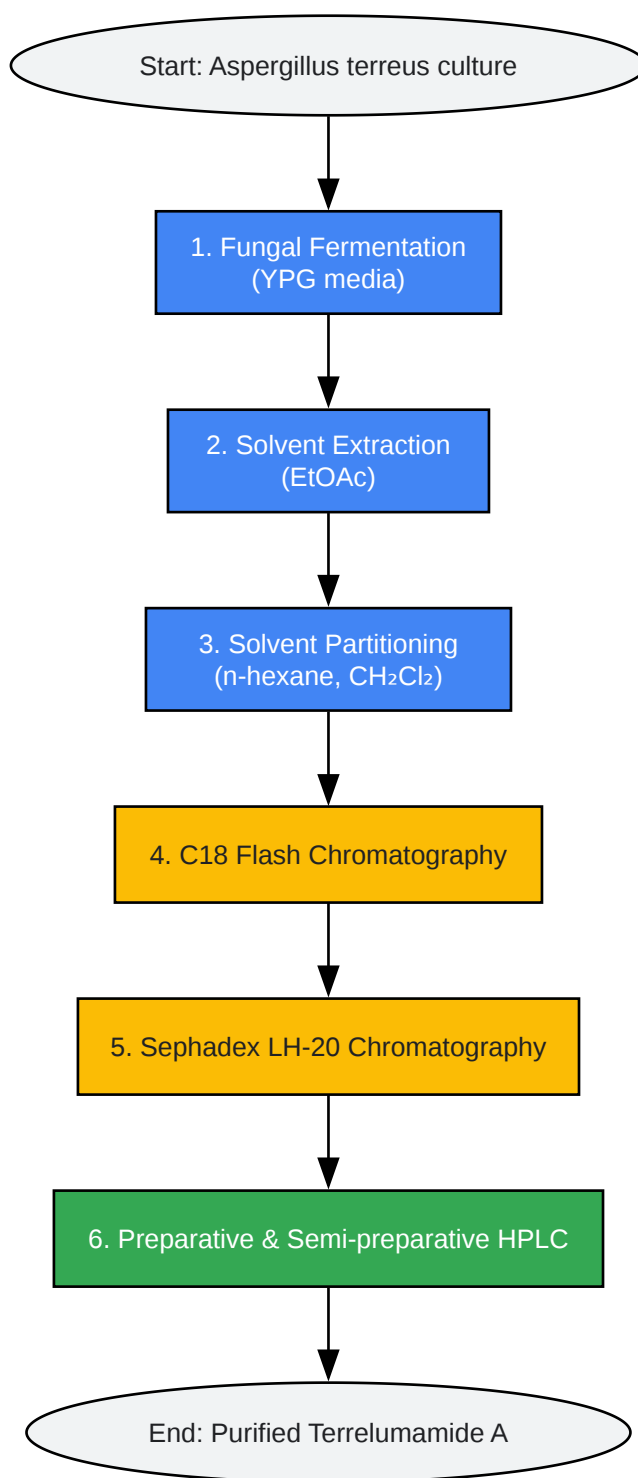 Start: Aspergillus terreus culture
1. Fungal Fermentation
(YPG media)
2. Solvent Extraction
(EtOAc)
3. Solvent Partitioning
(n-hexane, CH₂Cl₂)
4. C18 Flash Chromatography
5. Sephadex LH-20 Chromatography
6. Preparative & Semi-preparative HPLC
End: Purified Terrelumamide A